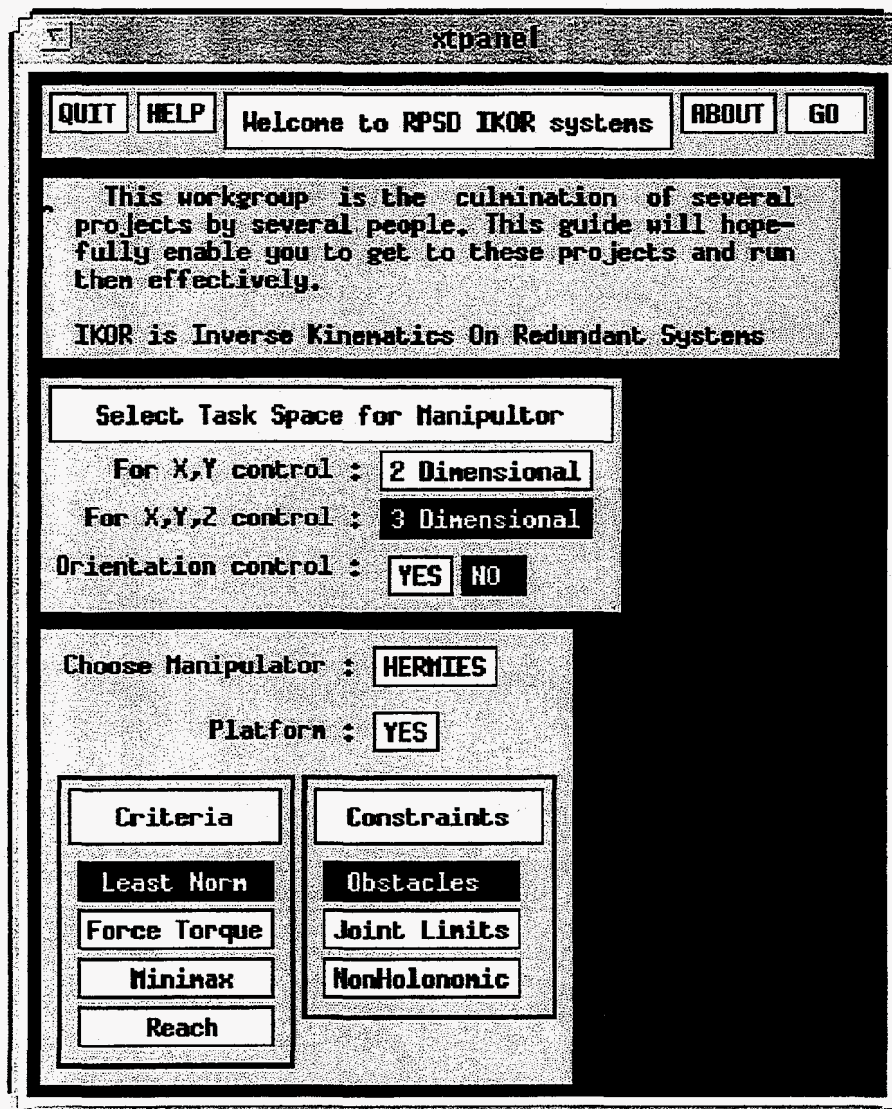 xtpanel
QUIT HELP Welcome to RPSD IKOR systems ABOUT GO
This workgroup is the culmination of several
projects by several people. This guide will hope-
fully enable you to get to these projects and run
them effectively.
IKOR is Inverse Kinematics On Redundant Systems
Select Task Space for Manipultor
For X,Y control : 2 Dimensional
For X,Y,Z control : 3 Dimensional
Orientation control : YES NO
Choose Manipulator : HERMIES
Platform : YES
Criteria Constraints
Least Norm Obstacles
Force Torque Joint Limits
Minimax NonHolonomic
Reach